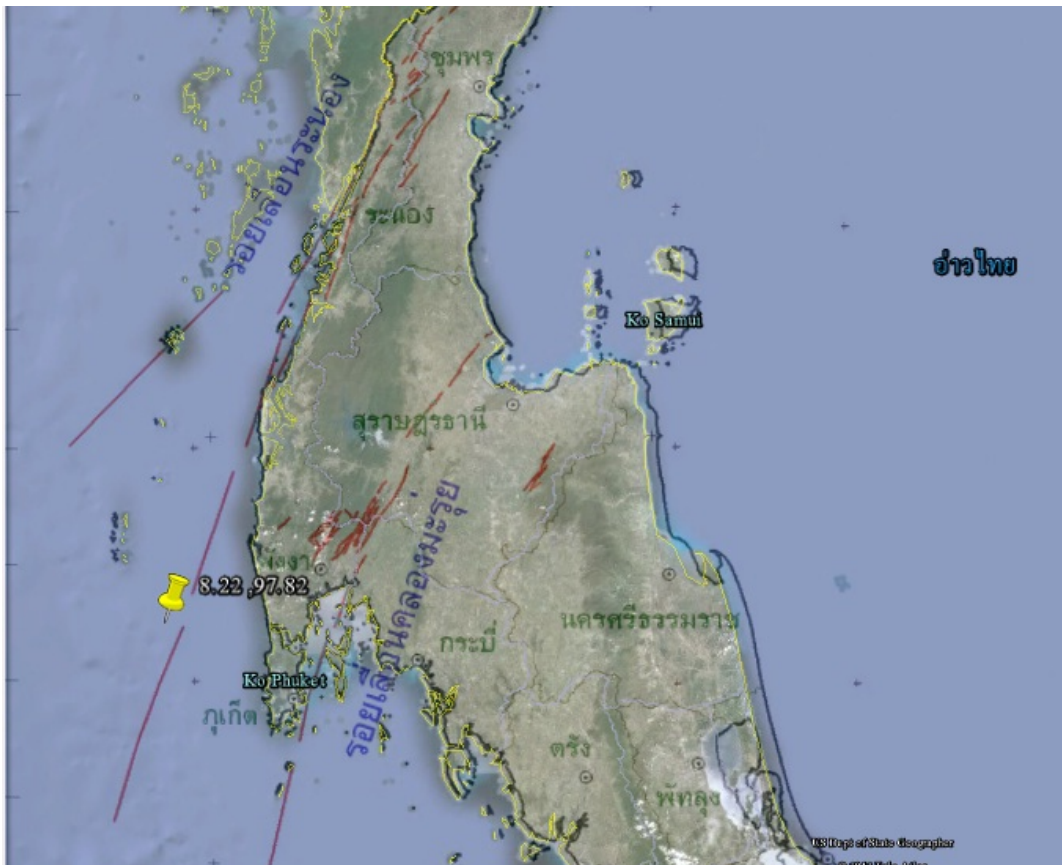 ชุมพร
รอยเลื่อนระนอง
ระนอง
อ่าวไทย
Ko Samui
สุราษฎรธานี
พังงา
8.22 ,97.82
รอยเลื่อนคลองมะรุ่ย
นครศรีธรรมราช
กระบี่
Ko Phuket
ภูเก็ต
ตรัง
พัทลุง
US Dept of State Geographer